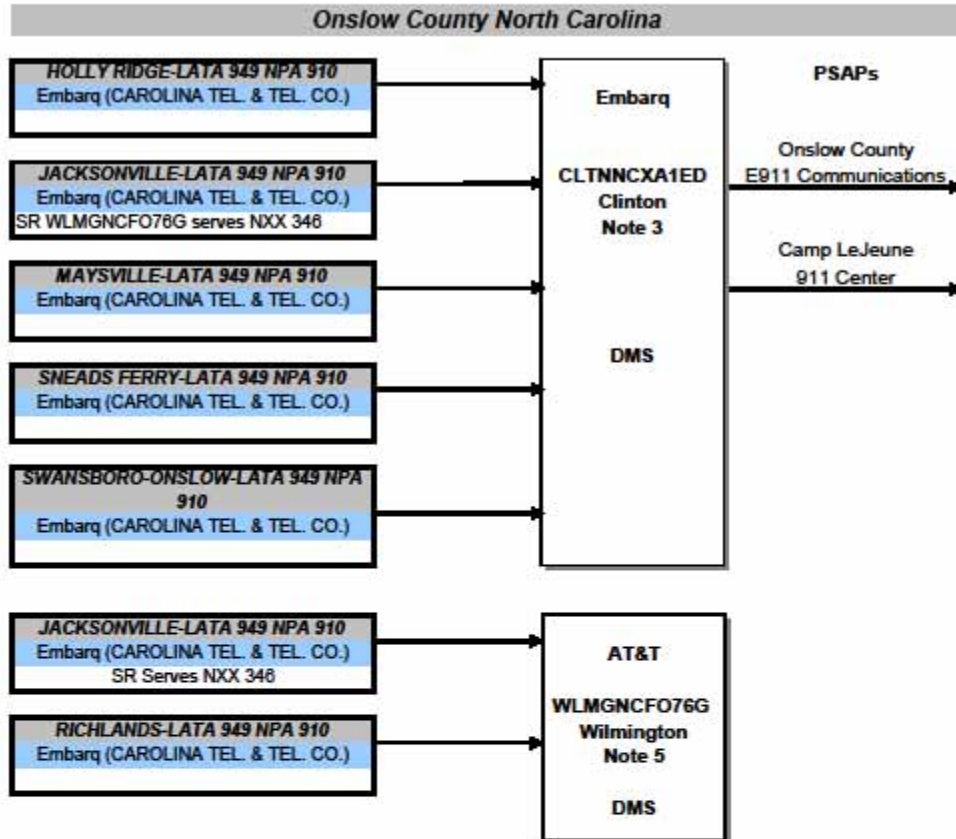 Onslow County North Carolina
HOLLY RIDGE-LATA 949 NPA 910
Embarq (CAROLINA TEL. & TEL. CO.)
JACKSONVILLE-LATA 949 NPA 910
Embarq (CAROLINA TEL. & TEL. CO.)
SR WLMGNCFO76G serves NXX 346
MAYSVILLE-LATA 949 NPA 910
Embarq (CAROLINA TEL. & TEL. CO.)
SNEADS FERRY-LATA 949 NPA 910
Embarq (CAROLINA TEL. & TEL. CO.)
SWANSBORO-ONSLOW-LATA 949 NPA
910
Embarq (CAROLINA TEL. & TEL. CO.)
Embarq
CLTNNCXA1ED
Clinton
Note 3
DMS
PSAPs
Onslow County
E911 Communications
Camp LeJeune
911 Center
JACKSONVILLE-LATA 949 NPA 910
Embarq (CAROLINA TEL. & TEL. CO.)
SR Serves NXX 346
RICHLANDS-LATA 949 NPA 910
Embarq (CAROLINA TEL. & TEL. CO.)
AT&T
WLMGNCFO76G
Wilmington
Note 5
DMS